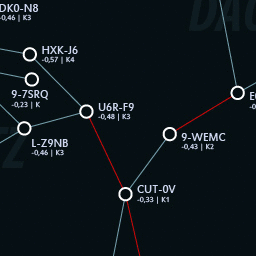 DK0-N8
-0,46 | K3
HXK-J6
-0,57 | K4
9-7SRQ
-0,23 | K
U6R-F9
-0,48 | K3
L-Z9NB
-0,46 | K3
9-WEMC
-0,43 | K2
CUT-0V
-0,33 | K1